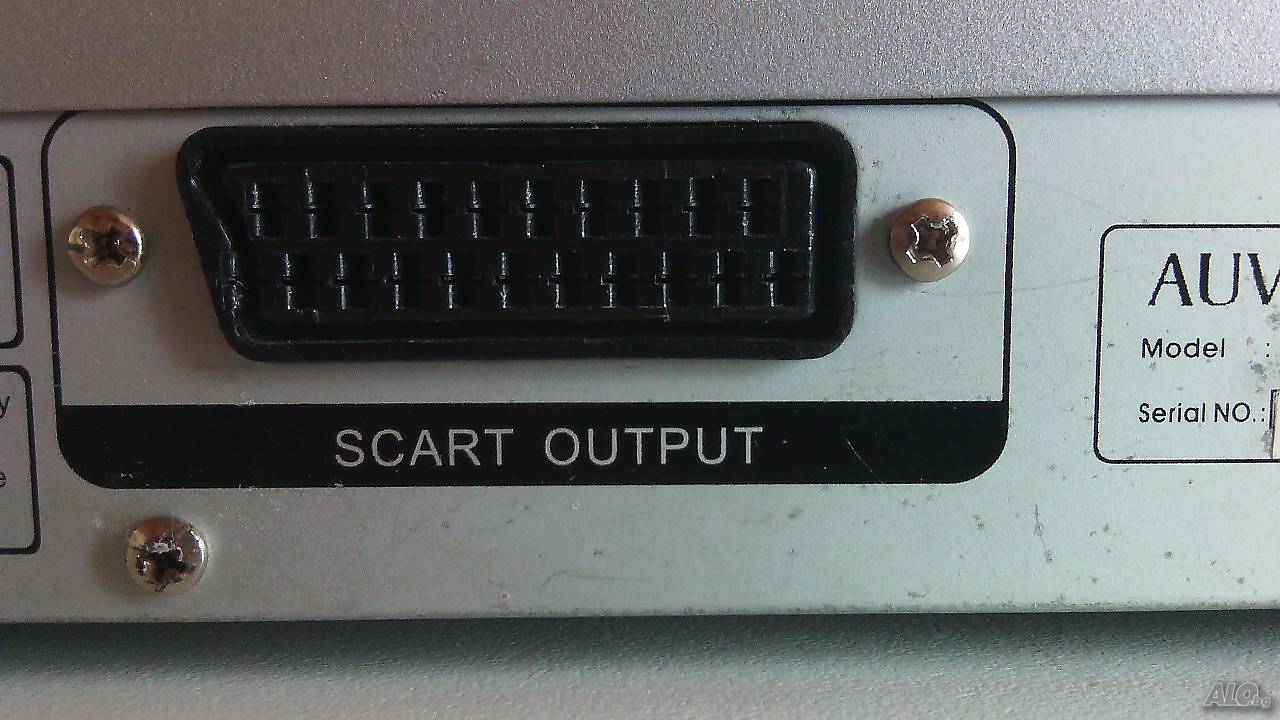 SCART OUTPUT
AUV
Model :
Serial NO.:
y
e
ALO.bg